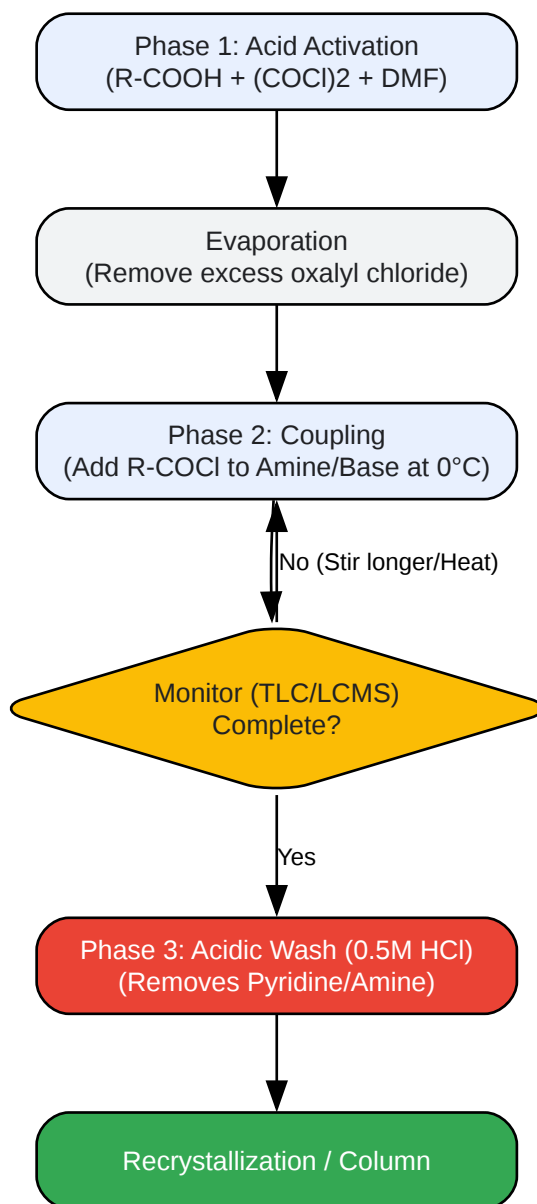 Phase 1: Acid Activation
(R-COOH + (COCl)2 + DMF)
Evaporation
(Remove excess oxalyl chloride)
Phase 2: Coupling
(Add R-COCl to Amine/Base at 0°C)
No (Stir longer/Heat)
Monitor (TLC/LCMS)
Complete?
Yes
Phase 3: Acidic Wash (0.5M HCl)
(Removes Pyridine/Amine)
Recrystallization / Column